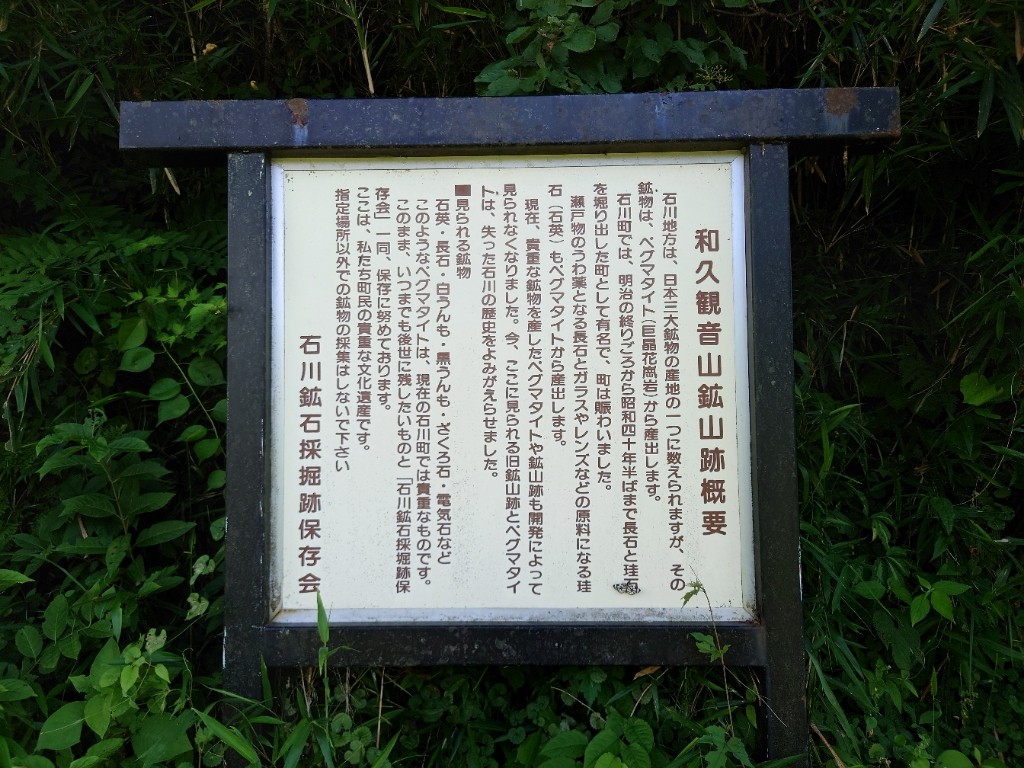 和久観音山鉱山跡概要
石川地方は、日本三大鉱物の産地の一つに数えられますが、その
鉱物は、ペグマタイト(巨晶花崗岩)から産出します。
石川町では、明治の終りごろから昭和四十年半ばまで長石と珪石
を堀り出した町として有名で、町は賑わいました。
瀬戸物のうわ薬となる長石とガラスやレンズなどの原料になる珪
石(石英)もペグマタイトから産出します。
現在、貴重な鉱物を産したペグマタイトや鉱山跡も開発によって
見られなくなりました。今、ここに見られる旧鉱山跡とペグマタイ
トは、失った石川の歴史をよみがえらせました。
■見られる鉱物
石英・長石・白うんも・黒うんも・ざくろ石・電気石など
このようなペグマタイトは、現在の石川町では貴重なものです。
このまま、いつまでも後世に残したいものと「石川鉱石採掘跡保
存会」一同、保存に努めております。
ここは、私たち町民の貴重な文化遺産です。
指定場所以外での鉱物の採集はしないで下さい
石川鉱石採掘跡保存会